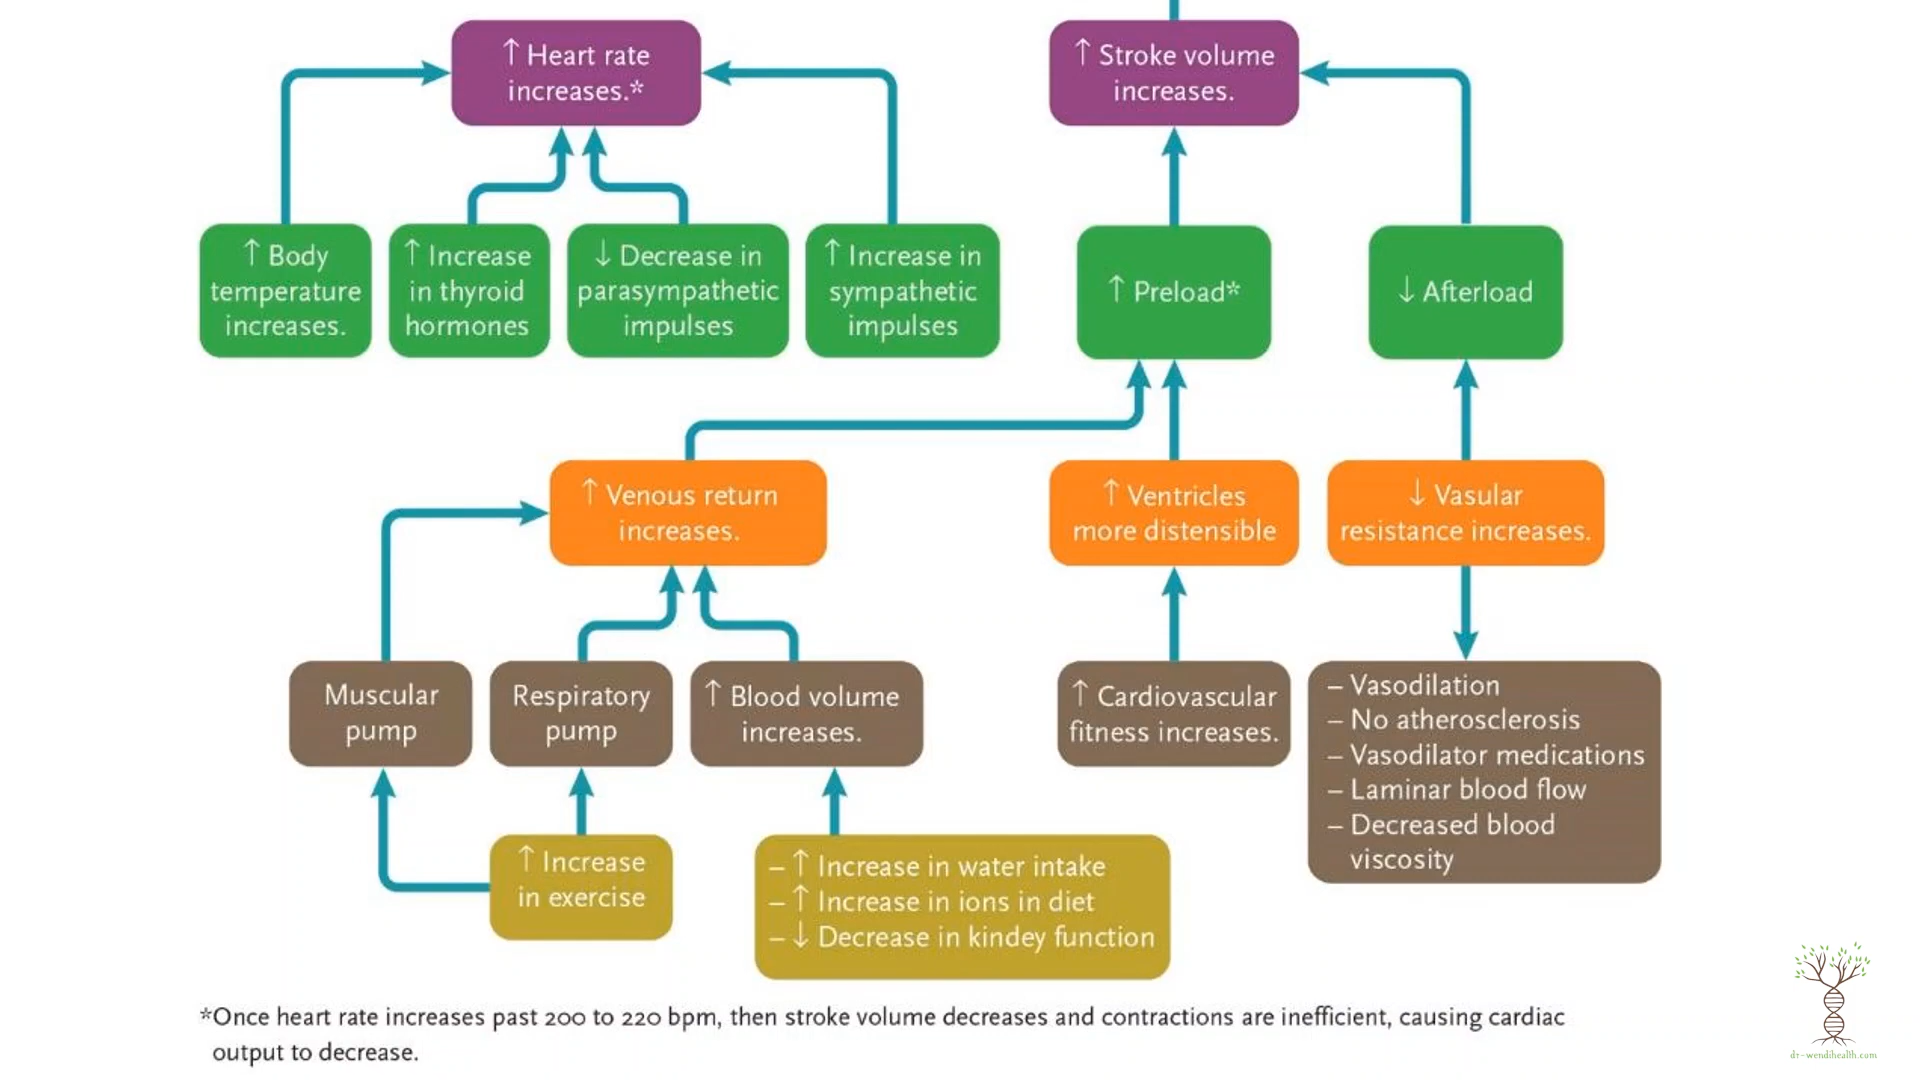 ↑ Heart rate
increases.*
↑ Stroke volume
increases.
↑ Body
temperature
increases.
↑ Increase
in thyroid
hormones
↓ Decrease in
parasympathetic
impulses
↑ Increase in
sympathetic
impulses
↑ Preload*
↓ Afterload
↑ Venous return
increases.
↑ Ventricles
more distensible
↓ Vasular
resistance increases.
Muscular
pump
Respiratory
pump
↑ Blood volume
increases.
↑ Cardiovascular
fitness increases.
– Vasodilation
– No atherosclerosis
– Vasodilator medications
– Laminar blood flow
– Decreased blood
viscosity
↑ Increase
in exercise
– ↑ Increase in water intake
– ↑ Increase in ions in diet
– ↓ Decrease in kindey function
*Once heart rate increases past 200 to 220 bpm, then stroke volume decreases and contractions are inefficient, causing cardiac
output to decrease.
dr-wendihealth.com